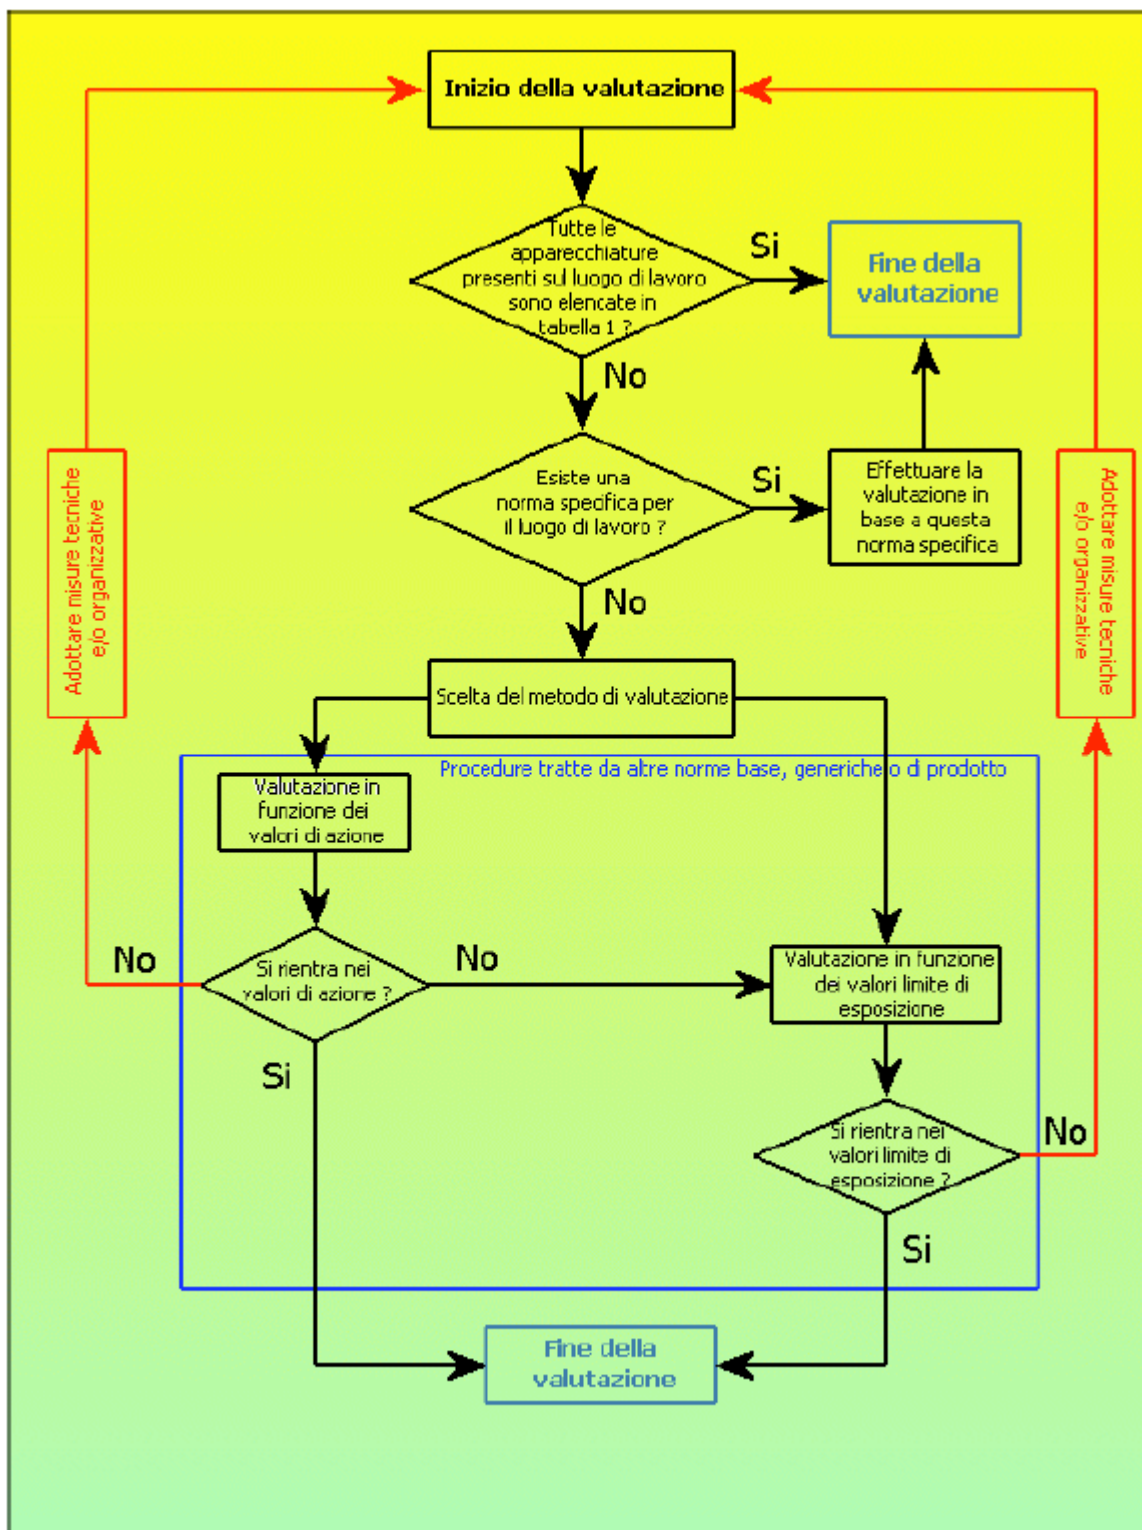 Inizio della valutazione
Tutte le
apparecchiature
presenti sul luogo di lavoro
sono elencate in
tabella 1 ?
Si
Fine della
valutazione
No
Esiste una
norma specifica per
il luogo di lavoro ?
Si
Effettuare la
valutazione in
base a questa
norma specifica
No
Adottare misure tecniche
e/o organizzative
Adottare misure tecniche
e/o organizzative
Scelta del metodo di valutazione
Procedure tratte da altre norme base, generiche o di prodotto
Valutazione in
funzione dei
valori di azione
No
Si rientra nei
valori di azione ?
No
Valutazione in funzione
dei valori limite di
esposizione
Si
Si rientra nei
valori limite di
esposizione ?
No
Si
Fine della
valutazione